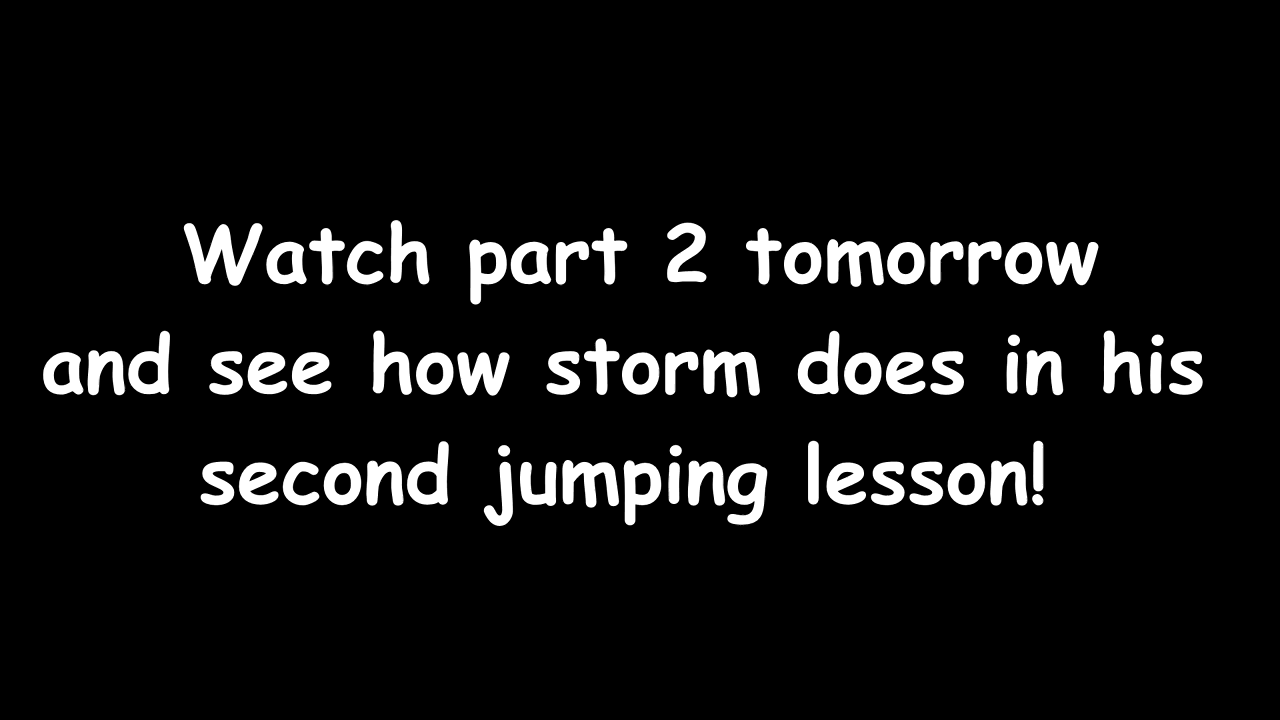 Watch part 2 tomorrow
and see how storm does in his
second jumping lesson!